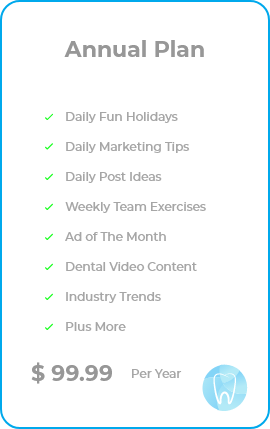 Annual Plan
Daily Fun Holidays
Daily Marketing Tips
Daily Post Ideas
Weekly Team Exercises
Ad of The Month
Dental Video Content
Industry Trends
Plus More
$ 99.99 Per Year